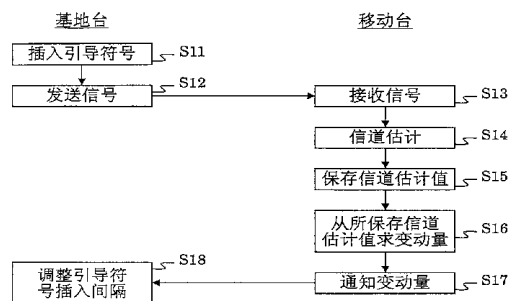 基地台
移动台
插入引导符号
S11
发送信号
S12
接收信号
S13
信道估计
S14
保存信道估计值
S15
从所保存信道
估计值求变动量
S16
通知变动量
S17
调整引导符
号插入间隔
S18